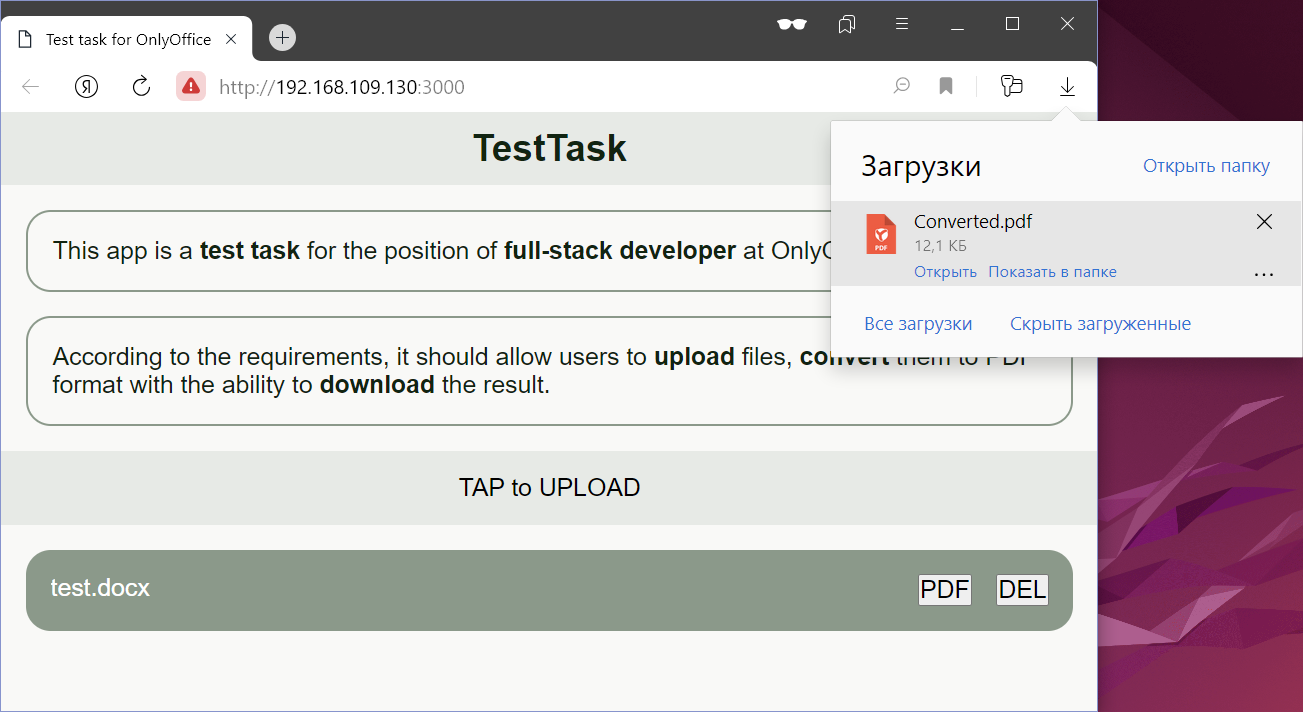 Test task for OnlyOffice
Я
http://192.168.109.130:3000
TestTask
Загрузки
Открыть папку
Converted.pdf
12,1 КБ
PDF
Открыть Показать в папке
Все загрузки Скрыть загруженные
This app is a test task for the position of full-stack developer at
According to the requirements, it should allow users to upload files, convert them to PDF
format with the ability to download the result.
TAP to UPLOAD
test.docx
PDF DEL